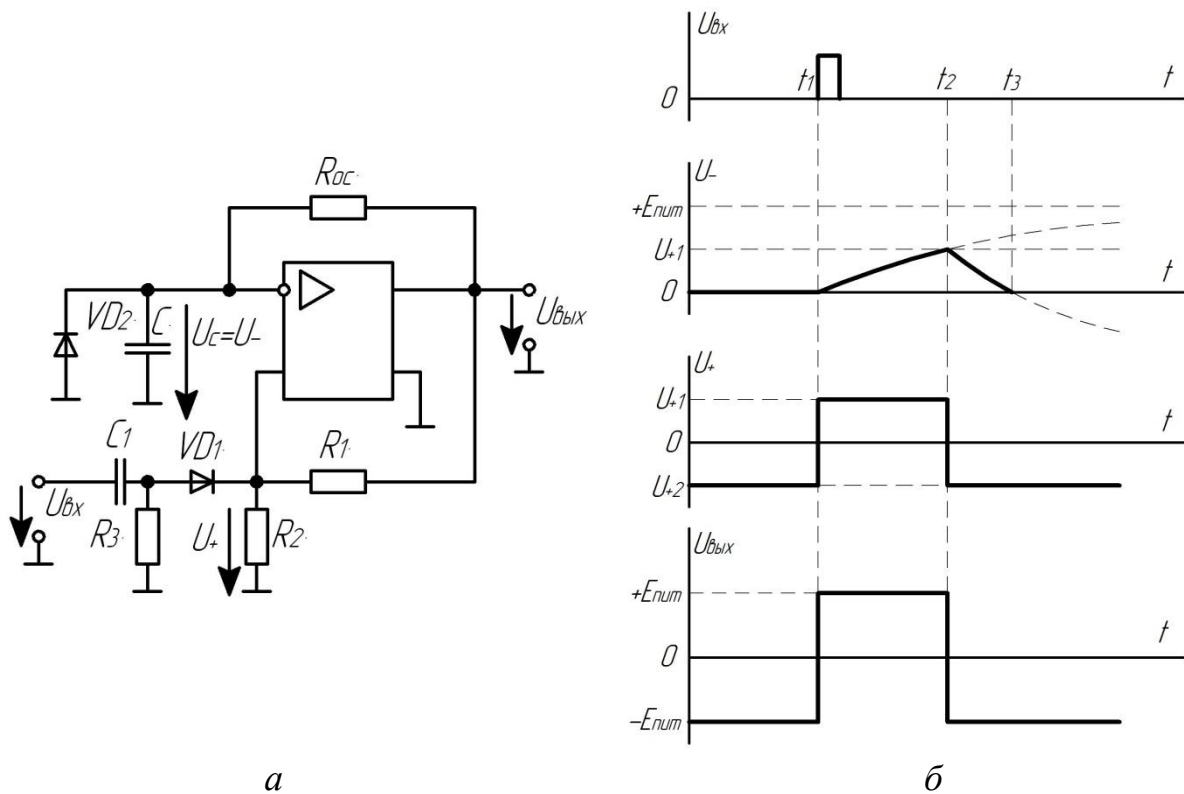 Rос.
VD2.
C.
Uс=U-
Uвых
C1.
VD1.
R1.
Uвх
R3.
U+
R2.
а
Uвх
t1
t2
t3
t
0
U-
+Eпит
U+1
t
0
U+
U+1
0
t
U+2
Uвых
+Eпит
0
t
-Eпит
б